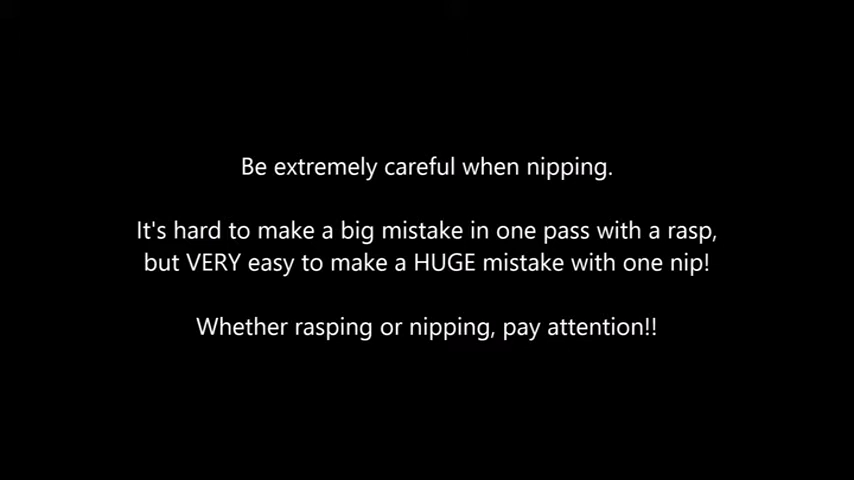 Be extremely careful when nipping.
It's hard to make a big mistake in one pass with a rasp,
but VERY easy to make a HUGE mistake with one nip!
Whether rasping or nipping, pay attention!!